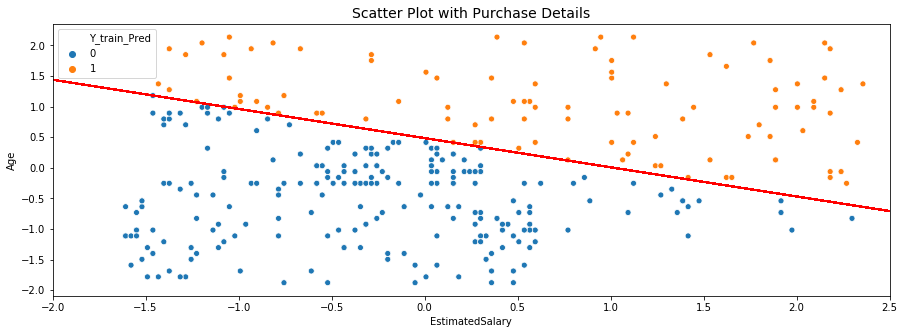 Scatter Plot with Purchase Details
Y_train_Pred
0
1
2.0
1.5
1.0
0.5
0.0
−0.5
−1.0
−1.5
−2.0
Age
−2.0 −1.5 −1.0 −0.5 0.0 0.5 1.0 1.5 2.0 2.5
EstimatedSalary